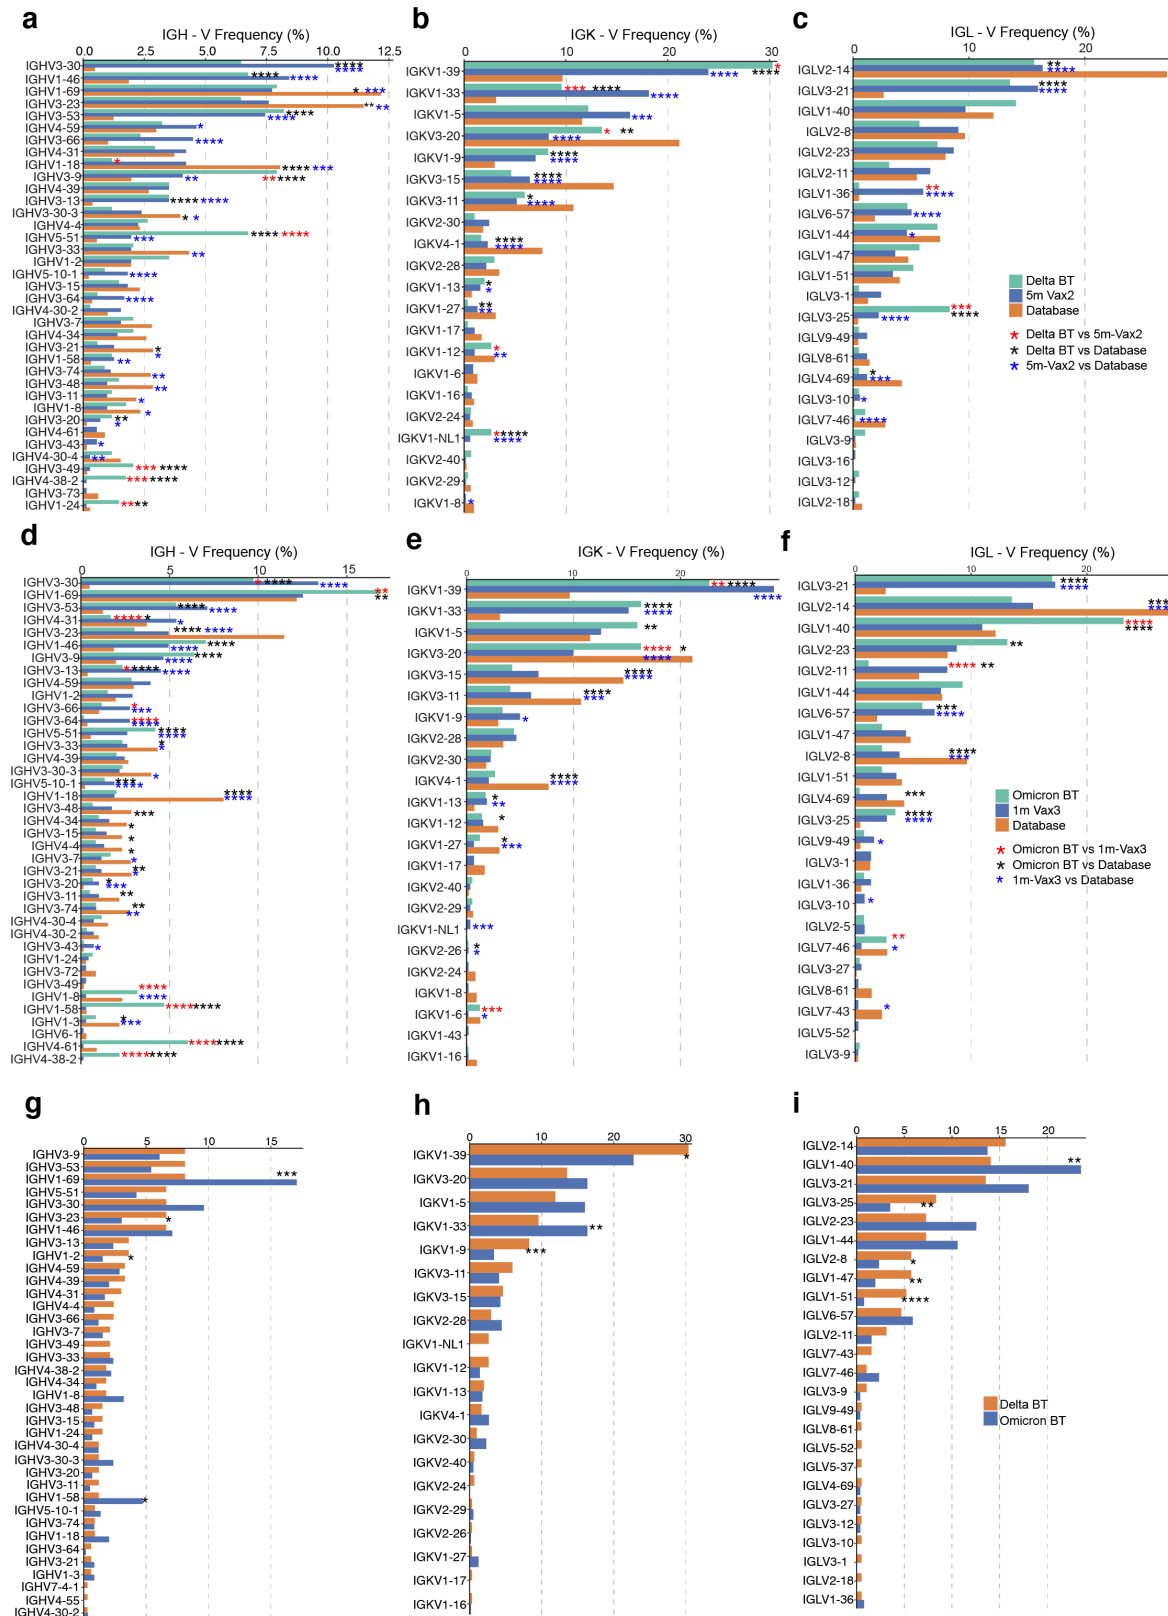 a
IGH - V Frequency (%)
0.0 2.5 5.0 7.5 10.0 12.5
IGHV3-30 **** ****
IGHV1-46 **** ****
IGHV1-69 * ***
IGHV3-23 ** **
IGHV3-53 **** ****
IGHV4-59 *
IGHV3-66 ****
IGHV4-31
IGHV1-18 * **** ***
IGHV3-9 ** ** ****
IGHV4-39
IGHV3-13 **** ****
IGHV3-30-3 * *
IGHV4-4
IGHV5-51 *** **** ****
IGHV3-33 **
IGHV1-2
IGHV5-10-1 ****
IGHV3-15
IGHV3-64 ****
IGHV4-30-2
IGHV3-7
IGHV4-34
IGHV3-21 * *
IGHV1-58 **
IGHV3-74 **
IGHV3-48 **
IGHV3-11 *
IGHV1-8 *
IGHV3-20 ** *
IGHV4-61
IGHV3-43 *
IGHV4-30-4 **
IGHV3-49 *** ****
IGHV4-38-2 *** ****
IGHV3-73
IGHV1-24 ** **
b
IGK - V Frequency (%)
0 10 20 30
IGKV1-39 * **** ****
IGKV1-33 *** **** ****
IGKV1-5 ***
IGKV3-20 * ** ****
IGKV1-9 **** ****
IGKV3-15 **** ****
IGKV3-11 * ****
IGKV2-30
IGKV4-1 **** ****
IGKV2-28
IGKV1-13 * *
IGKV1-27 ** **
IGKV1-17
IGKV1-12 * **
IGKV1-6
IGKV1-16
IGKV2-24
IGKV1-NL1 * **** ****
IGKV2-40
IGKV2-29
IGKV1-8 *
c
IGL - V Frequency (%)
0 10 20
IGLV2-14 ** ****
IGLV3-21 **** ****
IGLV1-40
IGLV2-8
IGLV2-23
IGLV2-11
IGLV1-36 ** ****
IGLV6-57 ****
IGLV1-44 *
IGLV1-47
IGLV1-51
IGLV3-1
IGLV3-25 *** **** ****
IGLV9-49
IGLV8-61
IGLV4-69 * ***
IGLV3-10 *
IGLV7-46 ****
IGLV3-9
IGLV3-16
IGLV3-12
IGLV2-18
Delta BT
5m Vax2
Database
* Delta BT vs 5m-Vax2
* Delta BT vs Database
* 5m-Vax2 vs Database
d
IGH - V Frequency (%)
0 5 10 15
IGHV3-30 * **** ****
IGHV1-69 ** **
IGHV3-53 **** ****
IGHV4-31 **** * *
IGHV3-23 **** ****
IGHV1-46 **** ****
IGHV3-9 **** ****
IGHV3-13 * **** ****
IGHV4-59
IGHV1-2
IGHV3-66 * ***
IGHV3-64 **** ****
IGHV5-51 **** ****
IGHV3-33 * *
IGHV4-39
IGHV3-30-3 *
IGHV5-10-1 *** ****
IGHV1-18 **** ****
IGHV3-48 ***
IGHV4-34 *
IGHV3-15 *
IGHV4-4 *
IGHV3-7 *
IGHV3-21 ** *
IGHV3-20 * ***
IGHV3-11 **
IGHV3-74 ** **
IGHV4-30-4
IGHV4-30-2
IGHV3-43 *
IGHV1-24
IGHV3-72
IGHV3-49 ****
IGHV1-8 ****
IGHV1-58 **** ****
IGHV1-3 * ***
IGHV6-1
IGHV4-61 **** ****
IGHV4-38-2 **** ****
e
IGK - V Frequency (%)
0 10 20
IGKV1-39 ** **** ****
IGKV1-33 **** ****
IGKV1-5 **
IGKV3-20 **** * ****
IGKV3-15 **** ****
IGKV3-11 **** ***
IGKV1-9 *
IGKV2-28
IGKV2-30
IGKV4-1 **** ****
IGKV1-13 * **
IGKV1-12 *
IGKV1-27 * ***
IGKV1-17
IGKV2-40
IGKV2-29
IGKV1-NL1 ***
IGKV2-26 * *
IGKV2-24
IGKV1-8
IGKV1-6 *** *
IGKV1-43
IGKV1-16
f
IGL - V Frequency (%)
0 10 20
IGLV3-21 **** ****
IGLV2-14 *** ***
IGLV1-40 **** ****
IGLV2-23 **
IGLV2-11 **** **
IGLV1-44
IGLV6-57 *** ****
IGLV1-47
IGLV2-8 **** ***
IGLV1-51
IGLV4-69 ***
IGLV3-25 **** ****
IGLV9-49 *
IGLV3-1
IGLV1-36
IGLV3-10 *
IGLV2-5
IGLV7-46 ** *
IGLV3-27
IGLV8-61
IGLV7-43 *
IGLV5-52
IGLV3-9
Omicron BT
1m Vax3
Database
* Omicron BT vs 1m-Vax3
* Omicron BT vs Database
* 1m-Vax3 vs Database
g
0 5 10 15
IGHV3-9
IGHV3-53
IGHV1-69 ***
IGHV5-51
IGHV3-30
IGHV3-23 *
IGHV1-46
IGHV3-13
IGHV1-2 *
IGHV4-59
IGHV4-39
IGHV4-31
IGHV4-4
IGHV3-66
IGHV3-7
IGHV3-49
IGHV3-33
IGHV4-38-2
IGHV4-34
IGHV1-8
IGHV3-48
IGHV3-15
IGHV1-24
IGHV4-30-4
IGHV3-30-3
IGHV3-20
IGHV3-11
IGHV1-58 *
IGHV5-10-1
IGHV3-74
IGHV1-18
IGHV3-64
IGHV3-21
IGHV1-3
IGHV7-4-1
IGHV4-55
IGHV4-30-2
h
0 10 20 30
IGKV1-39 *
IGKV3-20
IGKV1-5
IGKV1-33 **
IGKV1-9 ***
IGKV3-11
IGKV3-15
IGKV2-28
IGKV1-NL1
IGKV1-12
IGKV1-13
IGKV4-1
IGKV2-30
IGKV2-40
IGKV2-24
IGKV2-29
IGKV2-26
IGKV1-27
IGKV1-17
IGKV1-16
i
0 5 10 15 20
IGLV2-14
IGLV1-40 **
IGLV3-21
IGLV3-25 **
IGLV2-23
IGLV1-44
IGLV2-8 *
IGLV1-47 **
IGLV1-51 ****
IGLV6-57
IGLV2-11
IGLV7-43
IGLV7-46
IGLV3-9
IGLV9-49
IGLV8-61
IGLV5-52
IGLV5-37
IGLV4-69
IGLV3-27
IGLV3-12
IGLV3-10
IGLV3-1
IGLV2-18
IGLV1-36
Delta BT
Omicron BT